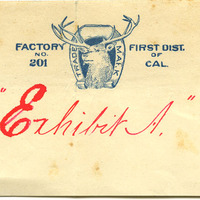 FACTORY
NO.
201
TRADE MARK
FIRST DIST.
OF
CAL.
"Exhibit A."